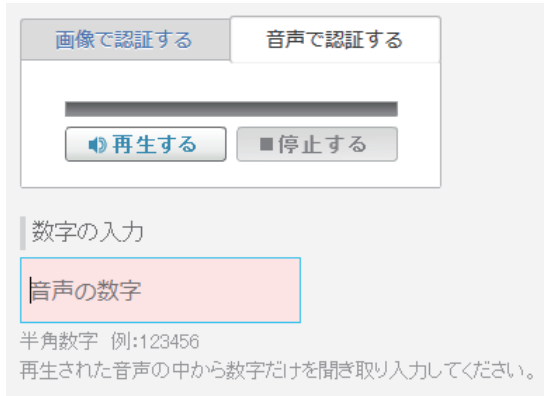 画像で認証する 音声で認証する
再生する ■停止する
数字の入力
音声の数字
半角数字 例:123456
再生された音声の中から数字だけを聞き取り入力してください。